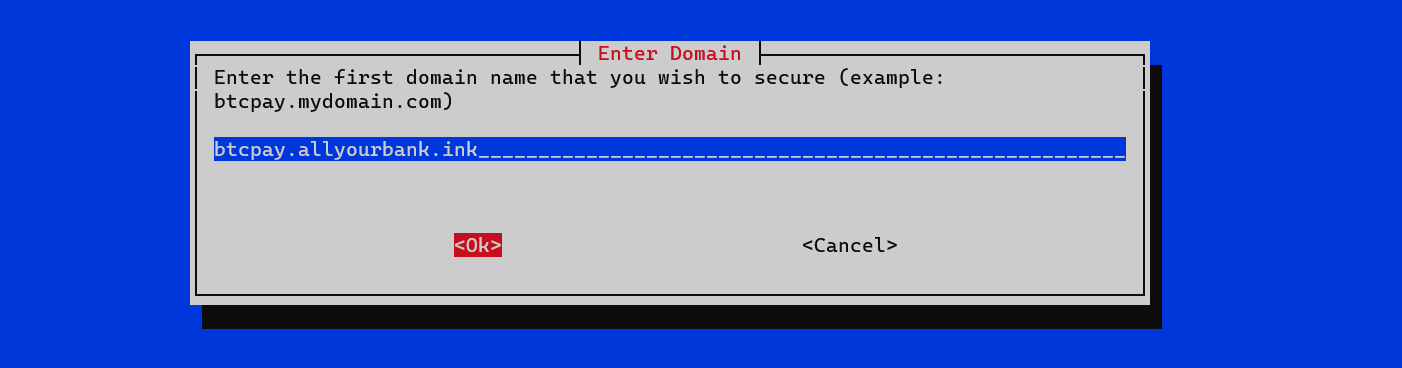 Enter Domain
Enter the first domain name that you wish to secure (example:
btcpay.mydomain.com)
btcpay.allyourbank.ink______________________________________________________
<Ok>
<Cancel>